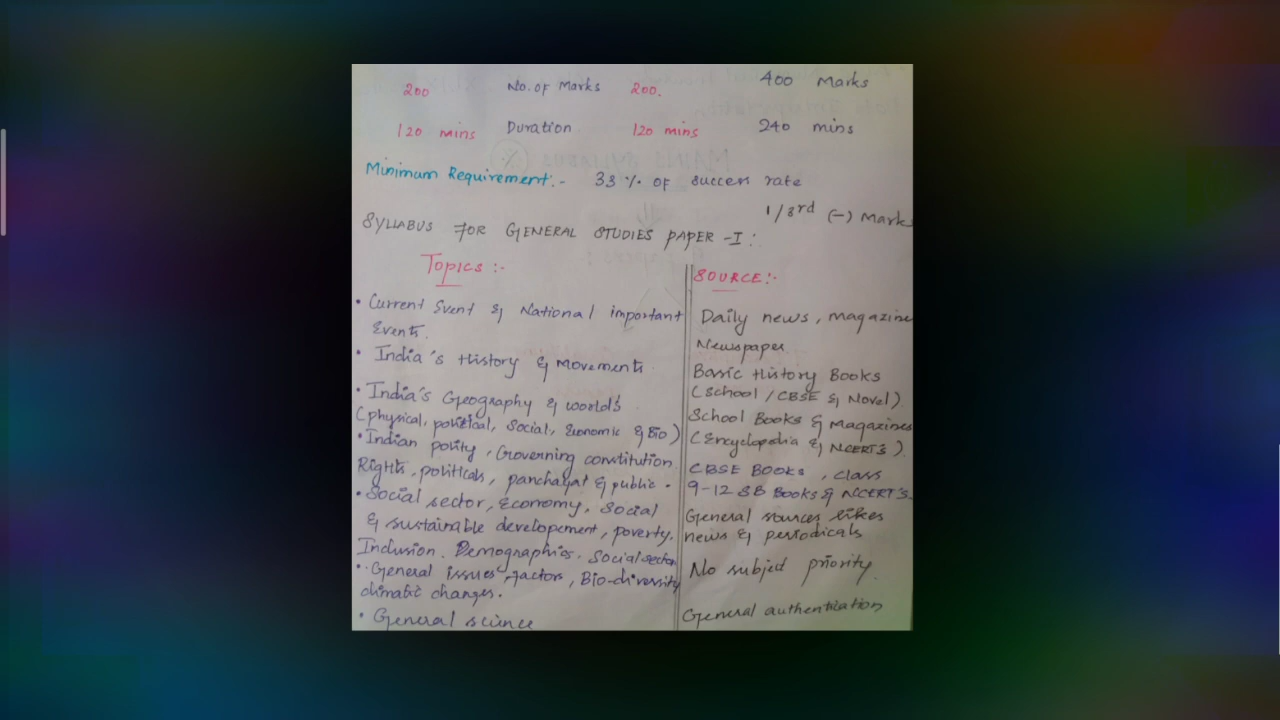 200 No. of Marks 200. 400 Marks
120 mins Duration 120 mins 240 mins
Minimum Requirement:- 33 % of success rate
1/3rd (-) Marks
SYLLABUS FOR GENERAL STUDIES PAPER -I :
Topics :-
• Current Event & National important
Events.
• India's History & Movements
• India's Geography & world's
(physical, political, Social, Economic & Bio)
• Indian polity, Governing constitution
Rights, politicals, panchayat & public.
• Social sector, Economy, Social
& sustainable developement, poverty,
Inclusion. Demographics. Social sector
• General issues, factors, Bio-diversity
climatic changes.
• General science
SOURCE:-
Daily news, magazine
Newspaper
Basic History Books
(School / CBSE & Novel).
School Books & Magazines
(Encyclopedia & NCERT'S).
CBSE BOOKS, class
9-12 SB Books & NCERT'S.
General sources likes
news & periodicals
No subject priority.
General authentication